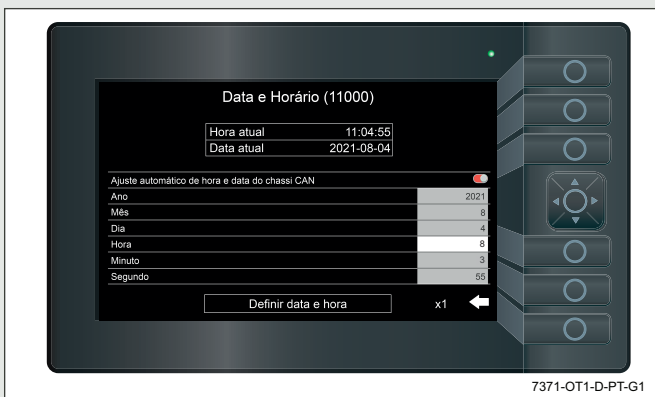 Data e Horário (11000)
Hora atual 11:04:55
Data atual 2021-08-04
Ajuste automático de hora e data do chassi CAN
Ano 2021
Mês 8
Dia 4
Hora 8
Minuto 3
Segundo 55
Definir data e hora x1
7371-OT1-D-PT-G1